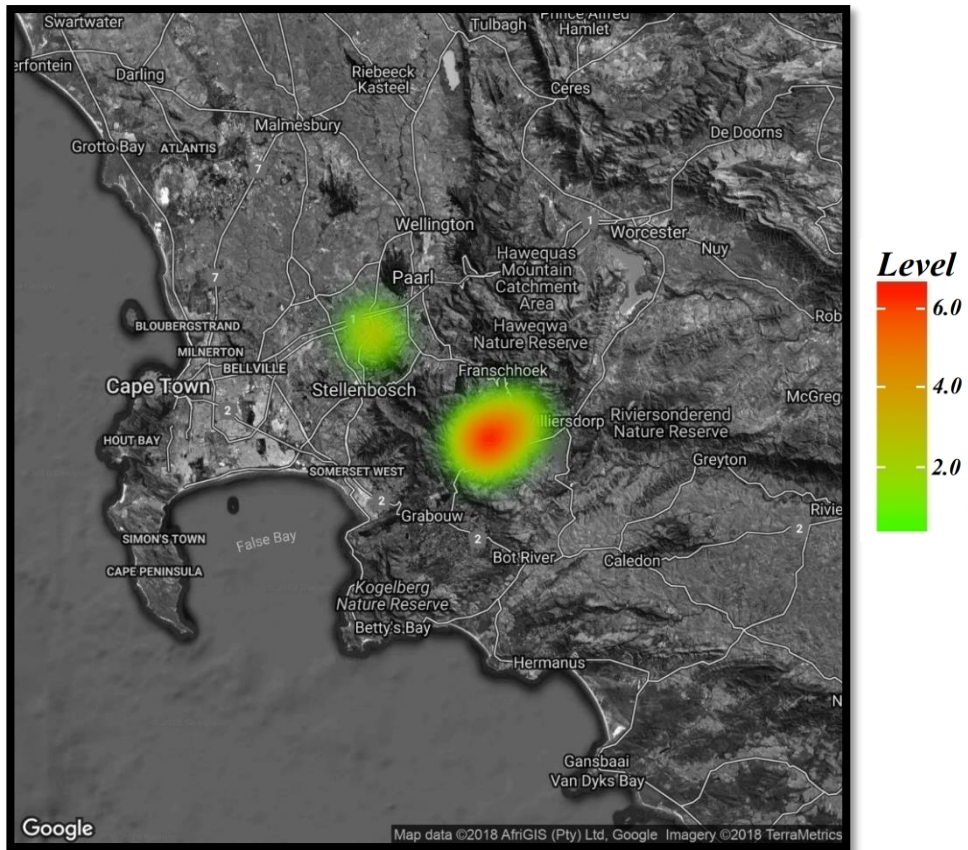 Swartwater
Tulbagh
Prince Alfred
Hamlet
erfontein
Darling
Riebeeck
Kasteel
Ceres
Malmesbury
De Doorns
Grotto Bay
ATLANTIS
7
Wellington
1
Worcester
Nuy
Hawequas
Mountain
Catchment
Area
Paarl
7
Level
6.0
1
Rob
BLOUBERGSTRAND
Haweqwa
Nature Reserve
MILNERTON
BELLVILLE
Franschhoek
Cape Town
Stellenbosch
4.0
McGreg
2
illiersdorp
Riviersonderend
Nature Reserve
HOUT BAY
Greyton
SOMERSET WEST
2.0
2
Grabouw
Rivie
2
SIMON'S TOWN
False Bay
2
Bot River
Caledon
CAPE PENINSULA
Kogelberg
Nature Reserve
Betty's Bay
Hermanus
N
Gansbaai
Van Dyks Bay
Google
Map data ©2018 AfriGIS (Pty) Ltd, Google Imagery ©2018 TerraMetrics